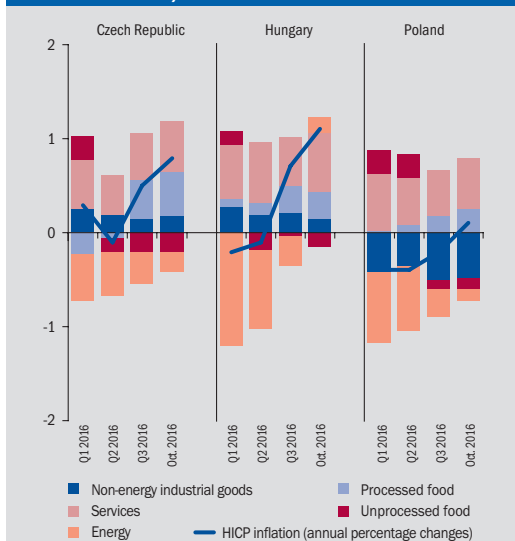 Czech Republic Hungary Poland
2
1
0
-1
-2
Q1 2016 Q2 2016 Q3 2016 Oct. 2016 Q1 2016 Q2 2016 Q3 2016 Oct. 2016 Q1 2016 Q2 2016 Q3 2016 Oct. 2016
Non-energy industrial goods Processed food
Services Unprocessed food
Energy HICP inflation (annual percentage changes)